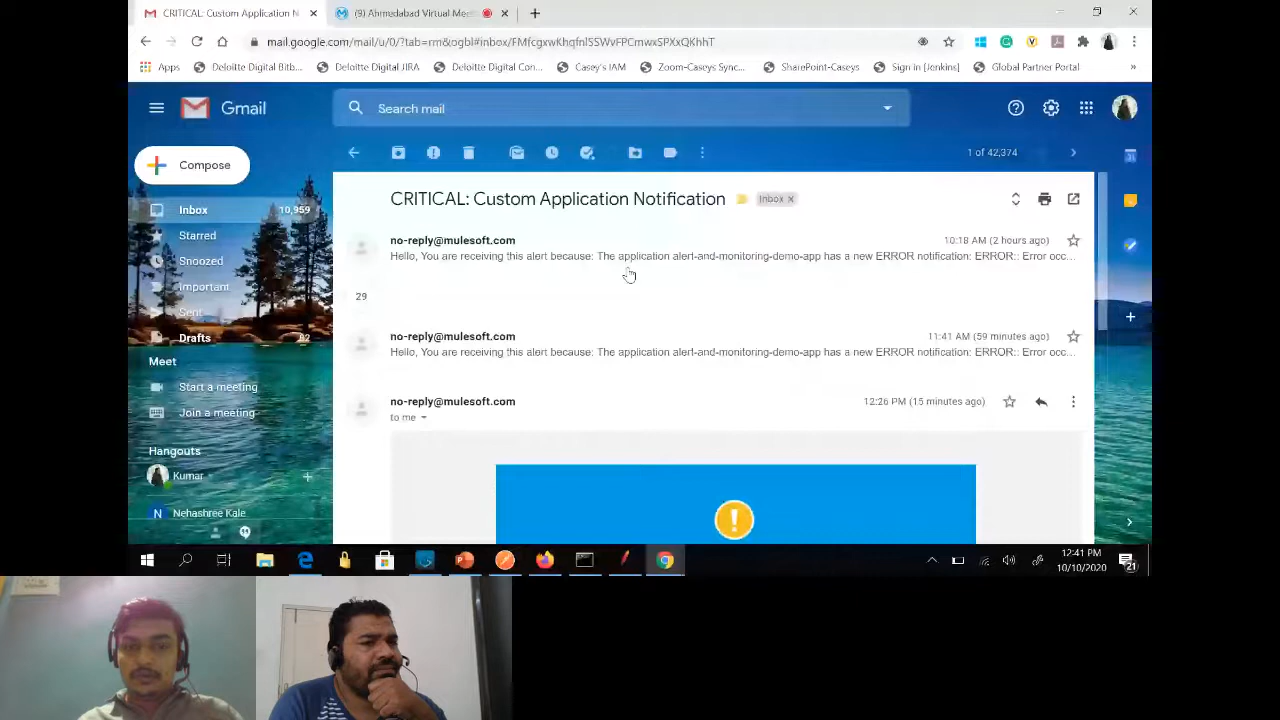 CRITICAL: Custom Application N
(9) Ahmedabad Virtual Mee
mail.google.com/mail/u/0/?tab=rm&ogbl#inbox/FMfcgxwKhqfnlSSWvFPCmwxSPXxQKhhT
Apps
Deloitte Digital Bitb...
Deloitte Digital JIRA
Deloitte Digital Con...
Casey's IAM
Zoom-Caseys Sync...
SharePoint-Caseys
Sign in [Jenkins]
Global Partner Portal
Gmail
Search mail
Compose
1 of 42,374
Inbox 10,959
Starred
Snoozed
Important
Sent
Drafts 82
Meet
Start a meeting
Join a meeting
Hangouts
Kumar
N Nehashree Kale
CRITICAL: Custom Application Notification
Inbox x
no-reply@mulesoft.com 10:18 AM (2 hours ago)
Hello, You are receiving this alert because: The application alert-and-monitoring-demo-app has a new ERROR notification: ERROR:: Error occ...
29
no-reply@mulesoft.com 11:41 AM (59 minutes ago)
Hello, You are receiving this alert because: The application alert-and-monitoring-demo-app has a new ERROR notification: ERROR:: Error occ...
no-reply@mulesoft.com 12:26 PM (15 minutes ago)
to me
12:41 PM
10/10/2020
21